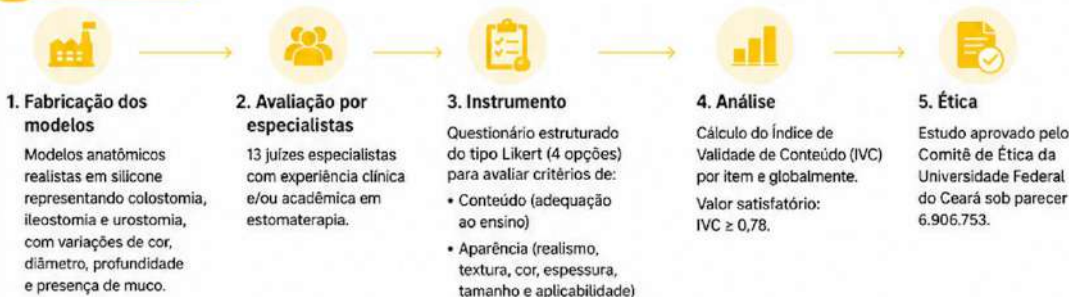 1. Fabricação dos
modelos
Modelos anatômicos
realistas em silicone
representando colostomia,
ileostomia e urostomia,
com variações de cor,
diâmetro, profundidade
e presença de muco.
2. Avaliação por
especialistas
13 juízes especialistas
com experiência clínica
e/ou acadêmica em
estomaterapia.
3. Instrumento
Questionário estruturado
do tipo Likert (4 opções)
para avaliar critérios de:
• Conteúdo (adequação
ao ensino)
• Aparência (realismo,
textura, cor, espessura,
tamanho e aplicabilidade)
4. Análise
Cálculo do Índice de
Validade de Conteúdo (IVC)
por item e globalmente.
Valor satisfatório:
IVC ≥ 0,78.
5. Ética
Estudo aprovado pelo
Comitê de Ética da
Universidade Federal
do Ceará sob parecer
6.906.753.